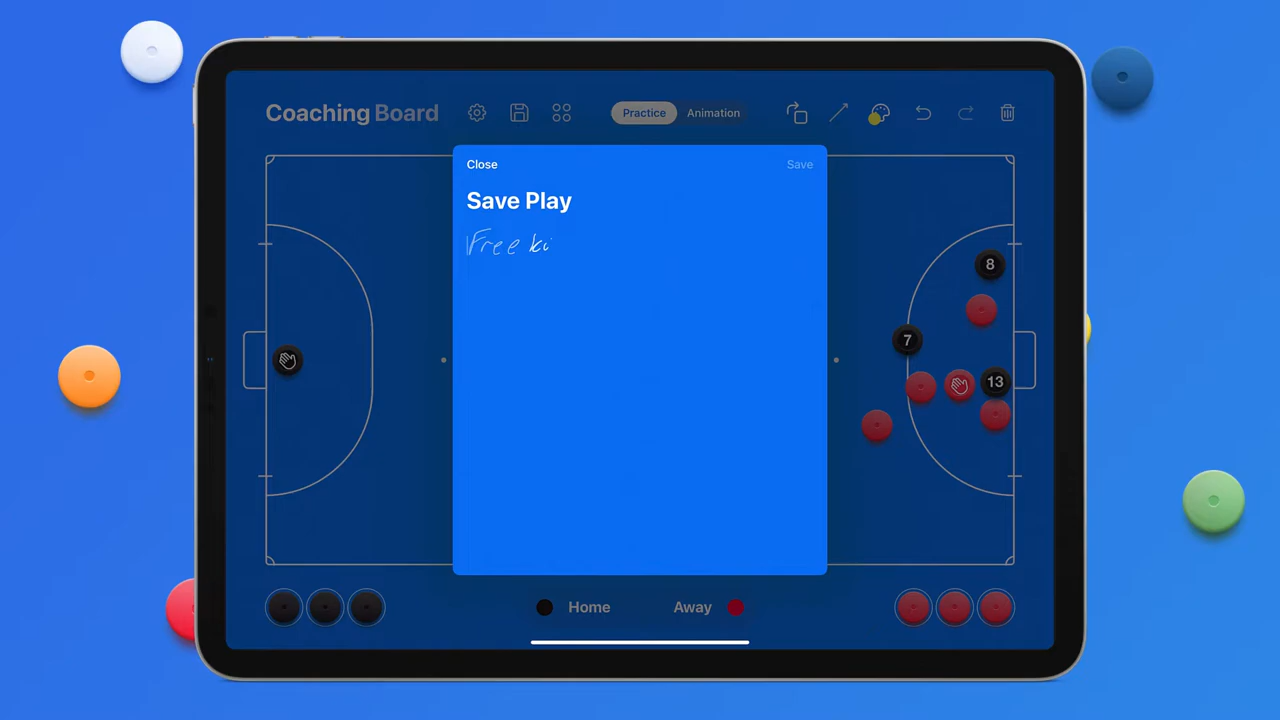 Coaching Board
Practice
Animation
Close
Save
Save Play
Free ki
8
7
13
Home
Away